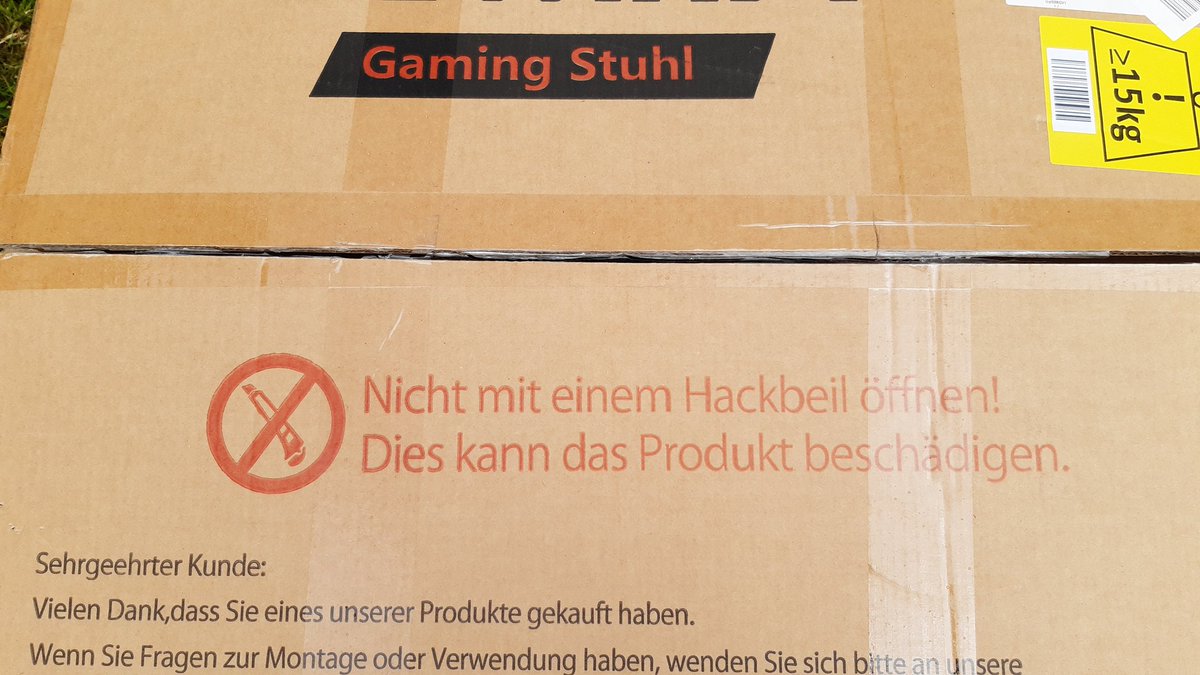 Gaming Stuhl
≥15kg
!
Nicht mit einem Hackbeil öffnen!
Dies kann das Produkt beschädigen.
Sehrgeehrter Kunde:
Vielen Dank,dass Sie eines unserer Produkte gekauft haben.
Wenn Sie Fragen zur Montage oder Verwendung haben, wenden Sie sich bitte an unsere